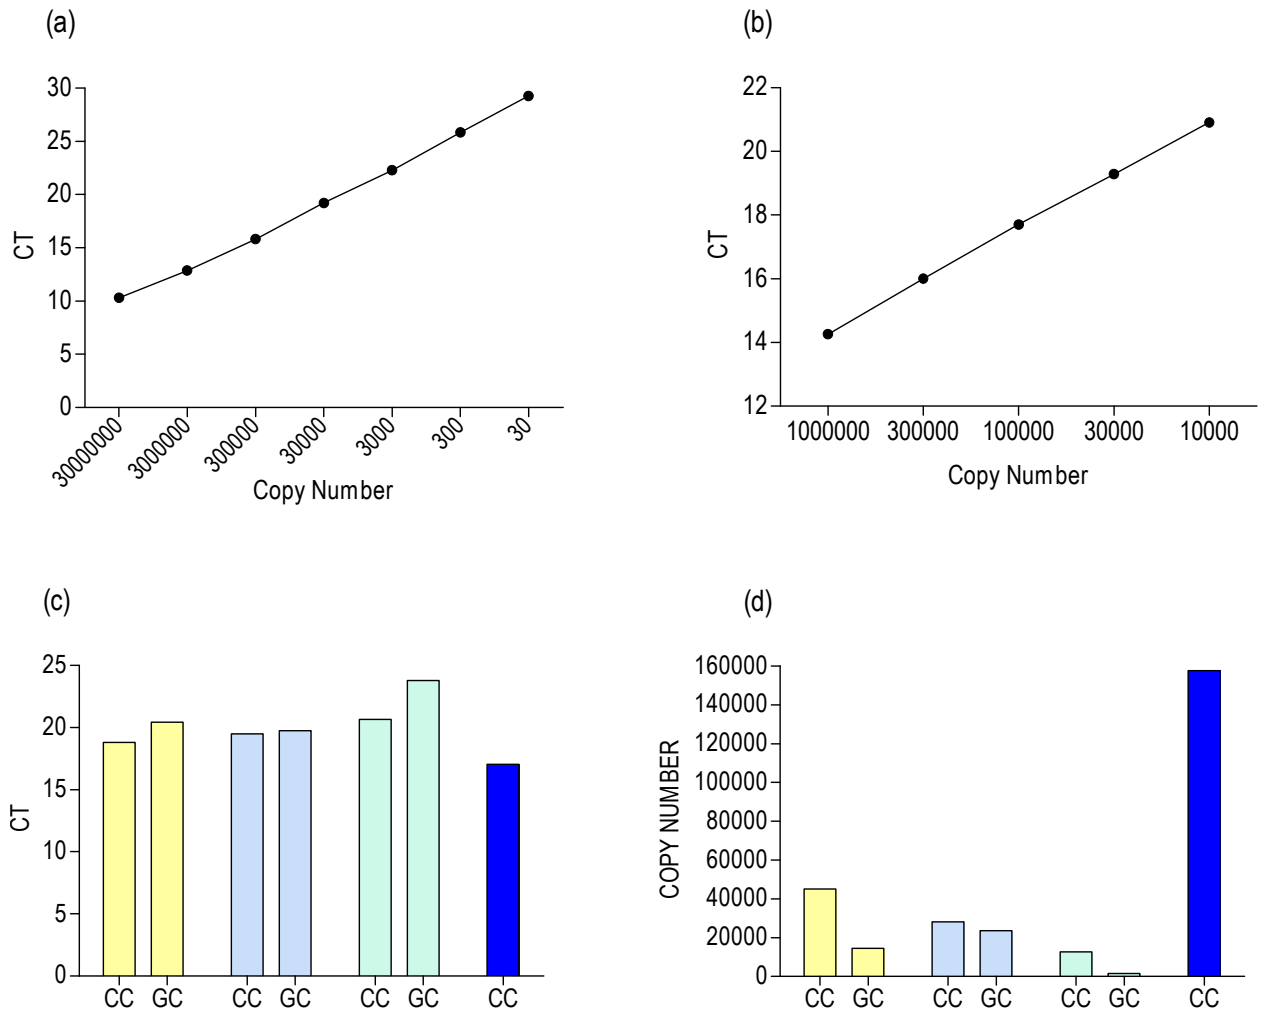 (a)
30
25
20
15
10
5
0
CT
30000000
3000000
300000
30000
3000
300
30
Copy Number
(b)
22
20
18
16
14
12
CT
1000000 300000 100000 30000 10000
Copy Number
(c)
25
20
15
10
5
0
CT
CC GC CC GC CC GC CC
(d)
160000
140000
120000
100000
80000
60000
40000
20000
0
COPY NUMBER
CC GC CC GC CC GC CC